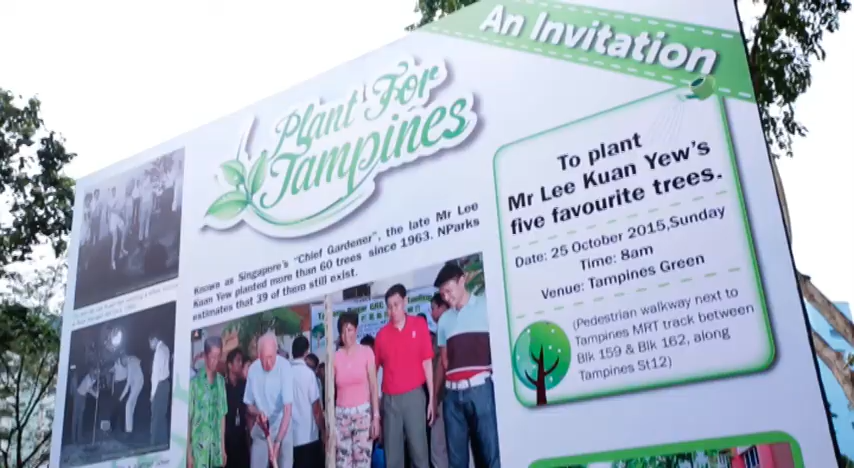 An Invitation
Plant For
Tampines
Known as Singapore's "Chief Gardener", the late Mr Lee
Kuan Yew planted more than 60 trees since 1963. NParks
estimates that 39 of them still exist.
To plant
Mr Lee Kuan Yew's
five favourite trees.
Date: 25 October 2015,Sunday
Time: 8am
Venue: Tampines Green
(Pedestrian walkway next to
Tampines MRT track between
Blk 159 & Blk 162, along
Tampines St12)